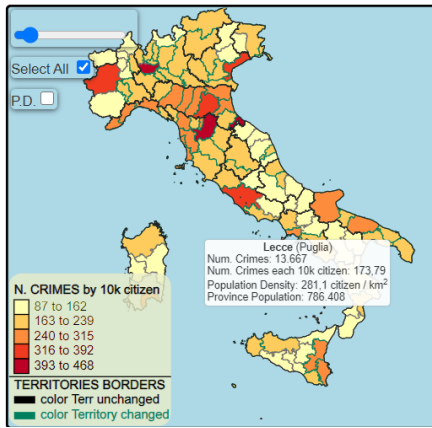 Select All
P.D.
Lecce (Puglia)
Num. Crimes: 13.667
Num. Crimes each 10k citizen: 173,79
Population Density: 281,1 citizen / km²
Province Population: 786.408
N. CRIMES by 10k citizen
87 to 162
163 to 239
240 to 315
316 to 392
393 to 468
TERRITORIES BORDERS
color Terr unchanged
color Territory changed